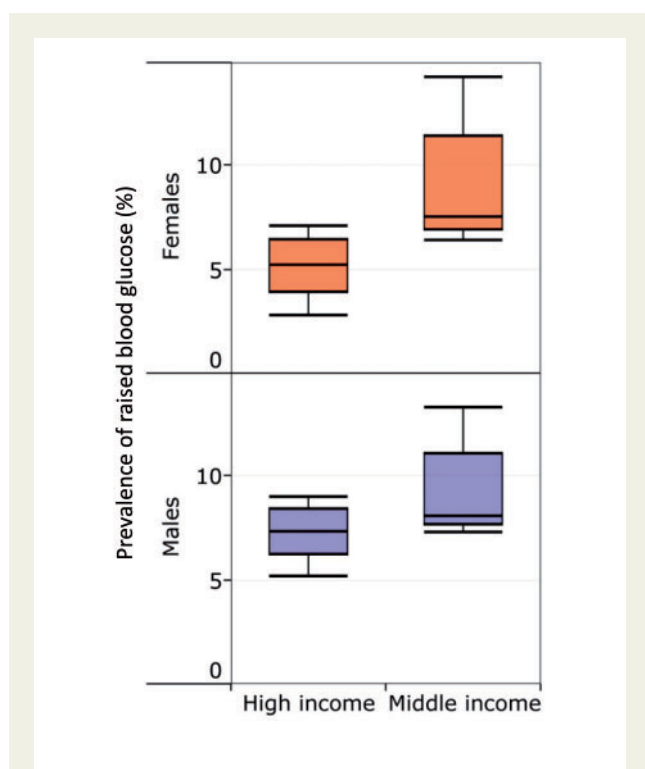 Prevalence of raised blood glucose (%)
Females
10
5
0
Males
10
5
0
High income
Middle income